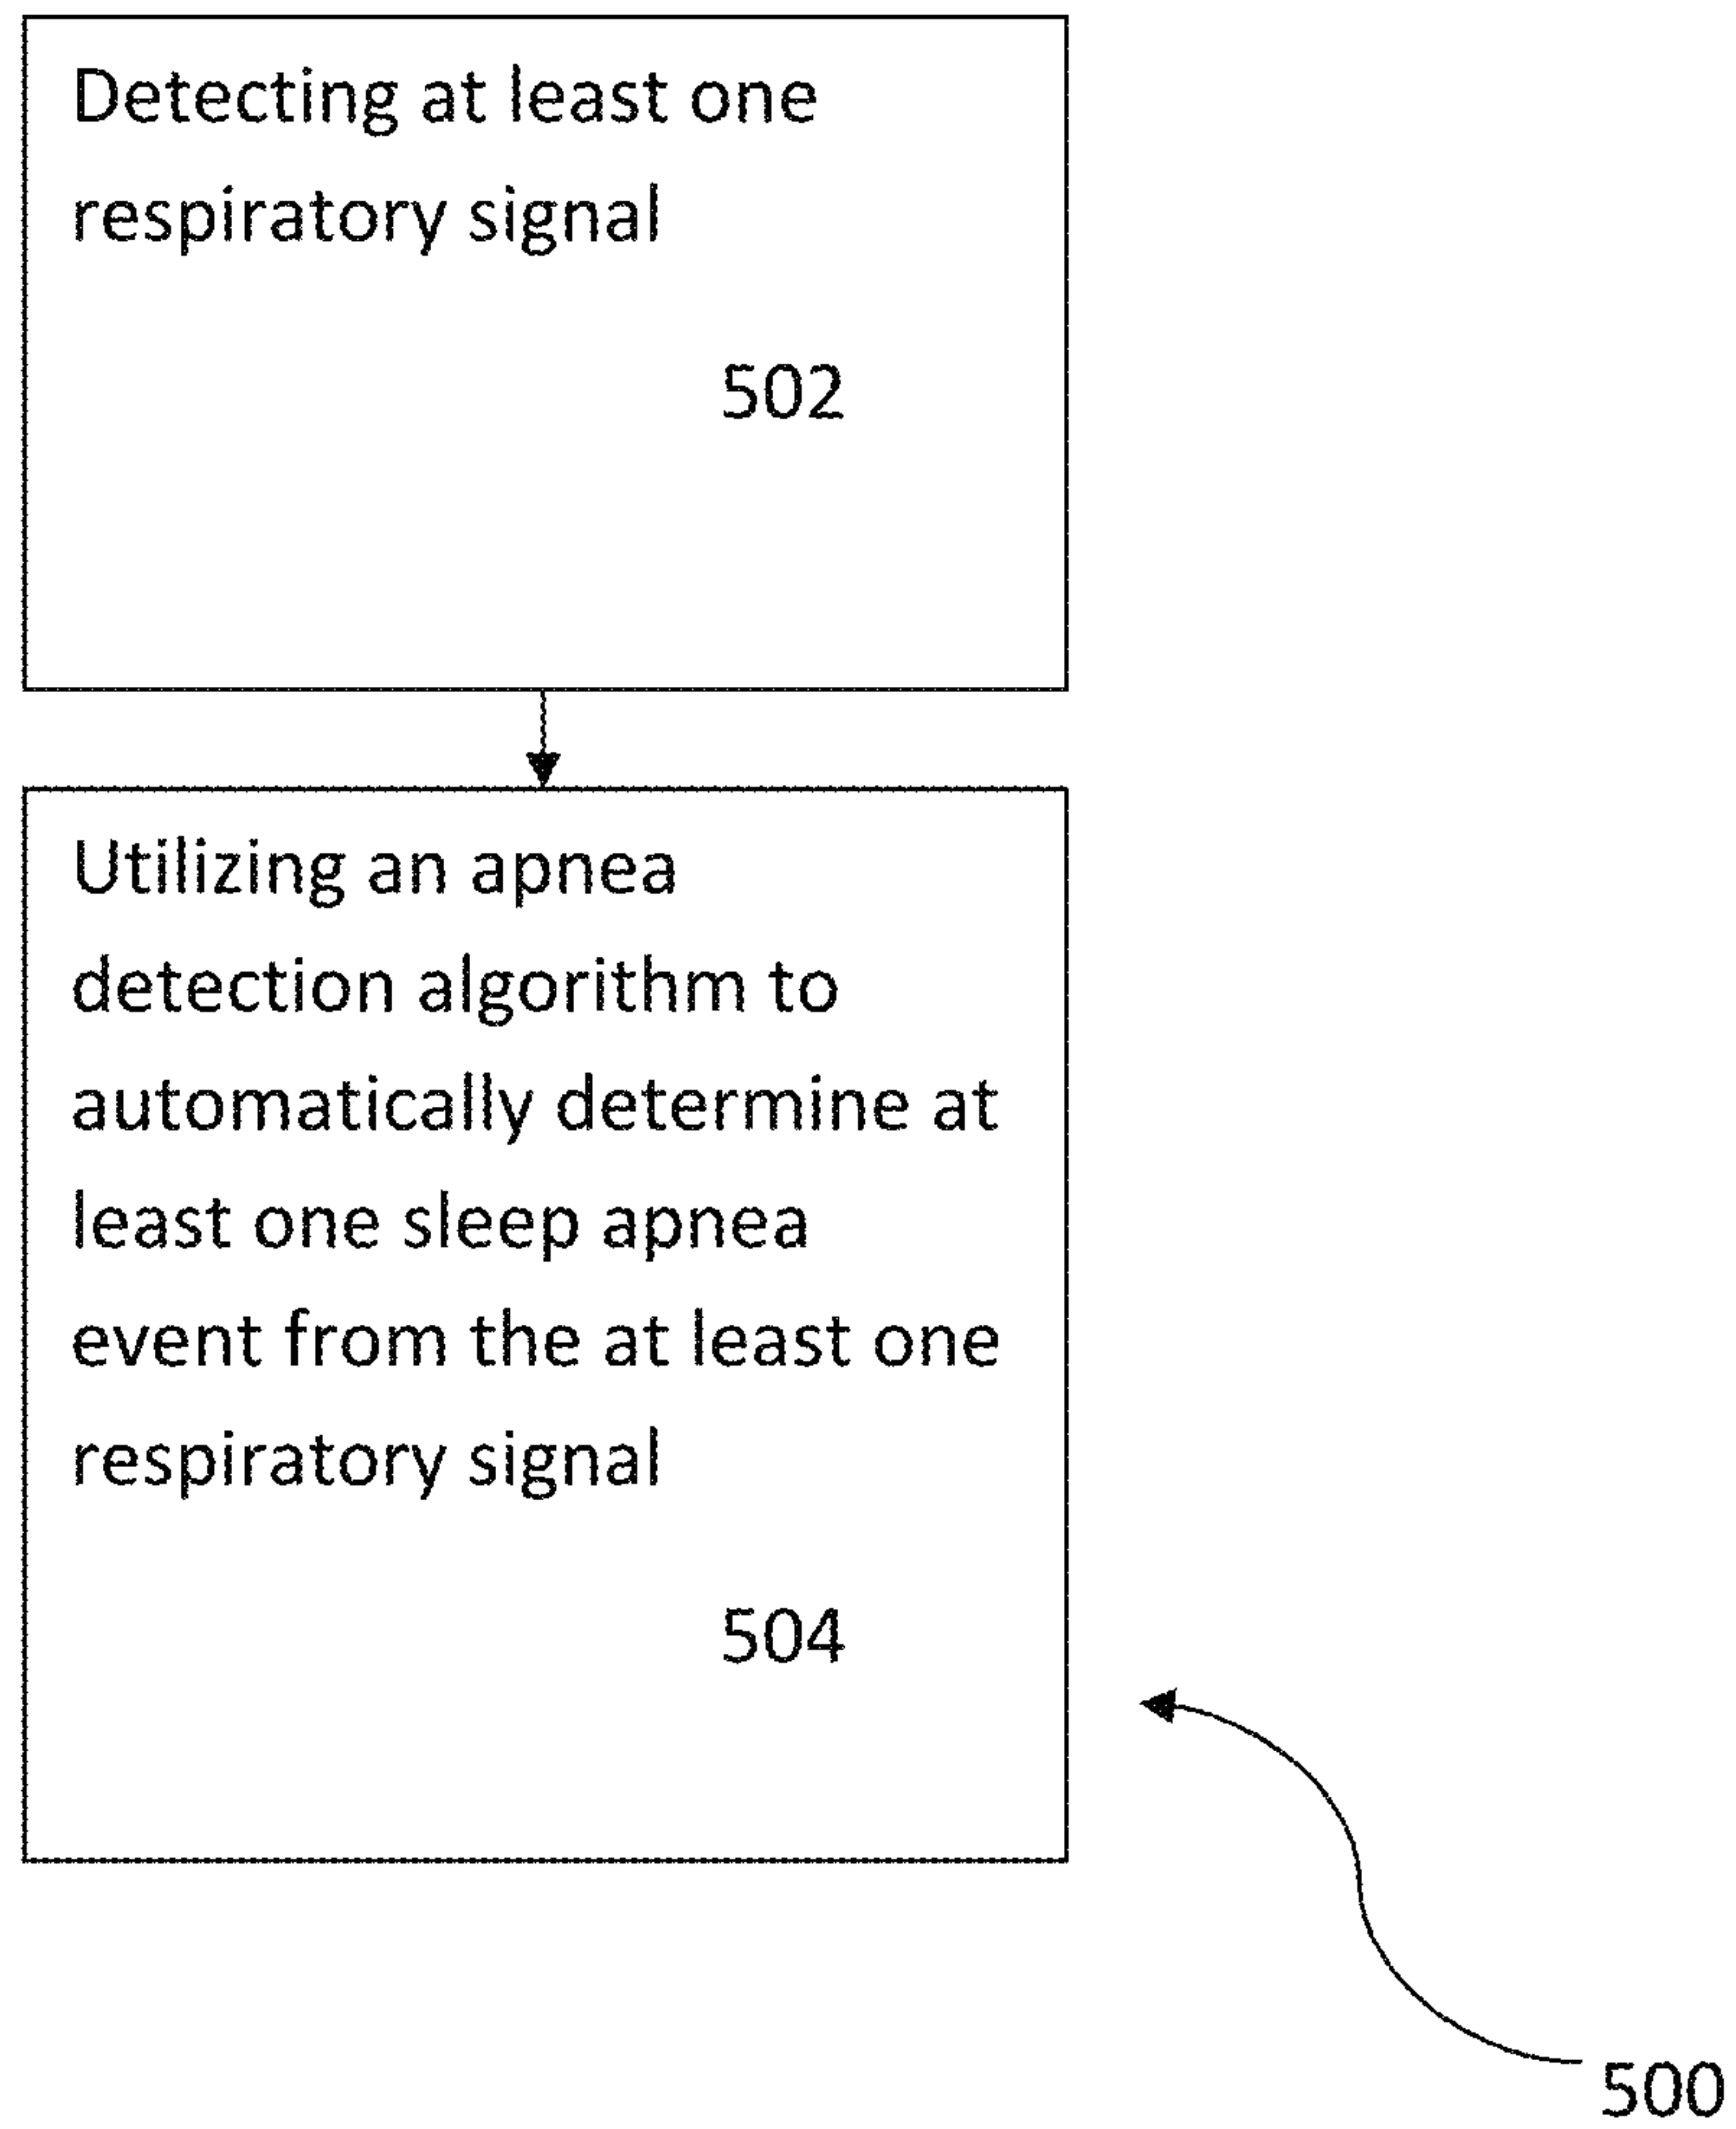 Detecting at least one
respiratory signal
502
Utilizing an apnea
detection algorithm to
automatically determine at
least one sleep apnea
event from the at least one
respiratory signal
504
500